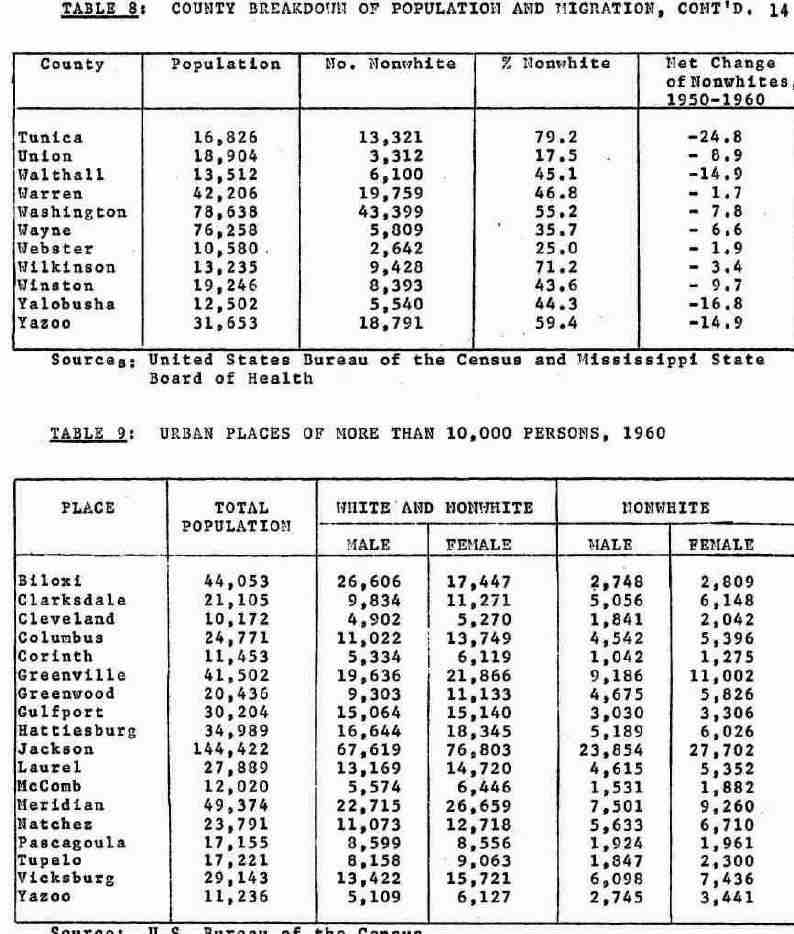 TABLE 8: COUNTY BREAKDOWN OF POPULATION AND MIGRATION, CONT'D. 14
County Population No. Nonwhite % Nonwhite Net Change
of Nonwhites,
1950-1960
Tunica 16,826 13,321 79.2 -24.8
Union 18,904 3,312 17.5 - 8.9
Walthall 13,512 6,100 45.1 -14.9
Warren 42,206 19,759 46.8 - 1.7
Washington 78,638 43,399 55.2 - 7.8
Wayne 76,258 5,809 35.7 - 6.6
Webster 10,580 2,642 25.0 - 1.9
Wilkinson 13,235 9,428 71.2 - 3.4
Winston 19,246 8,393 43.6 - 9.7
Yalobusha 12,502 5,540 44.3 -16.8
Yazoo 31,653 18,791 59.4 -14.9
Sources: United States Bureau of the Census and Mississippi State
Board of Health
TABLE 9: URBAN PLACES OF MORE THAN 10,000 PERSONS, 1960
PLACE TOTAL WHITE AND NONWHITE NONWHITE
POPULATION
MALE FEMALE MALE FEMALE
Biloxi 44,053 26,606 17,447 2,748 2,809
Clarksdale 21,105 9,834 11,271 5,056 6,148
Cleveland 10,172 4,902 5,270 1,841 2,042
Columbus 24,771 11,022 13,749 4,542 5,396
Corinth 11,453 5,334 6,119 1,042 1,275
Greenville 41,502 19,636 21,866 9,186 11,002
Greenwood 20,436 9,303 11,133 4,675 5,826
Gulfport 30,204 15,064 15,140 3,030 3,306
Hattiesburg 34,989 16,644 18,345 5,189 6,026
Jackson 144,422 67,619 76,803 23,854 27,702
Laurel 27,889 13,169 14,720 4,615 5,352
McComb 12,020 5,574 6,446 1,531 1,882
Meridian 49,374 22,715 26,659 7,501 9,260
Natchez 23,791 11,073 12,718 5,633 6,710
Pascagoula 17,155 8,599 8,556 1,924 1,961
Tupelo 17,221 8,158 9,063 1,847 2,300
Vicksburg 29,143 13,422 15,721 6,098 7,436
Yazoo 11,236 5,109 6,127 2,745 3,441
Source: U.S. Bureau of the Census